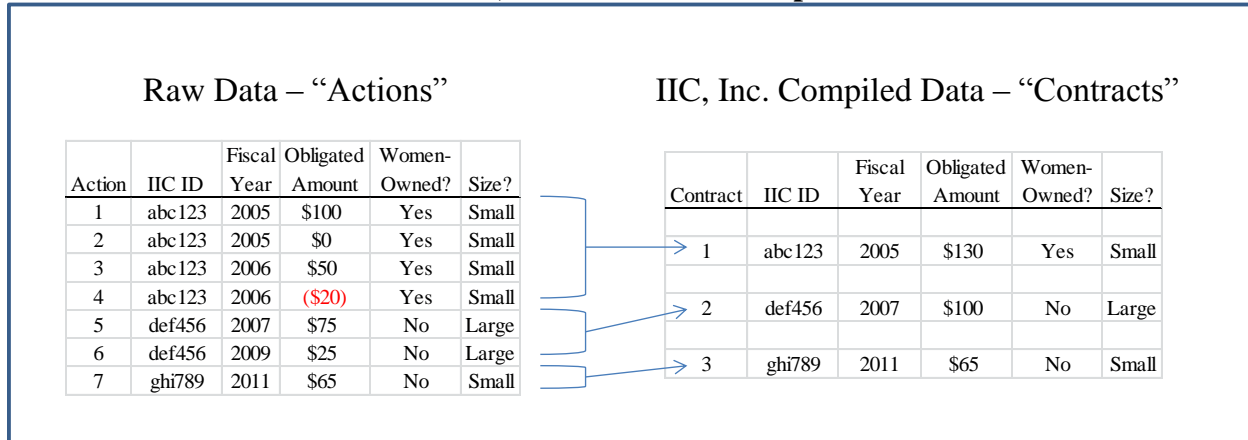 Raw Data – “Actions”
IIC, Inc. Compiled Data – “Contracts”
Action IIC ID Fiscal Year Obligated Amount Women-Owned? Size?
1 abc123 2005 $100 Yes Small
2 abc123 2005 $0 Yes Small
3 abc123 2006 $50 Yes Small
4 abc123 2006 ($20) Yes Small
5 def456 2007 $75 No Large
6 def456 2009 $25 No Large
7 ghi789 2011 $65 No Small
Contract IIC ID Fiscal Year Obligated Amount Women-Owned? Size?
1 abc123 2005 $130 Yes Small
2 def456 2007 $100 No Large
3 ghi789 2011 $65 No Small